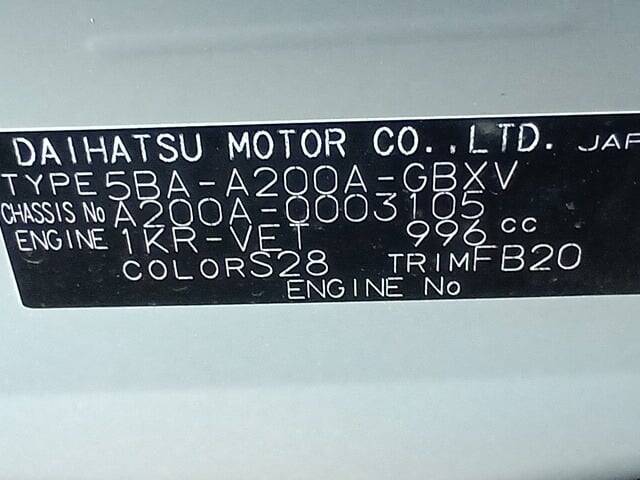 DAIHATSU MOTOR CO.,LTD. JAP
TYPE 5BA-A200A-GBXV
CHASSIS No A200A-0003105
ENGINE 1KR-VET 996 cc
COLOR S28 TRIM FB20
ENGINE No